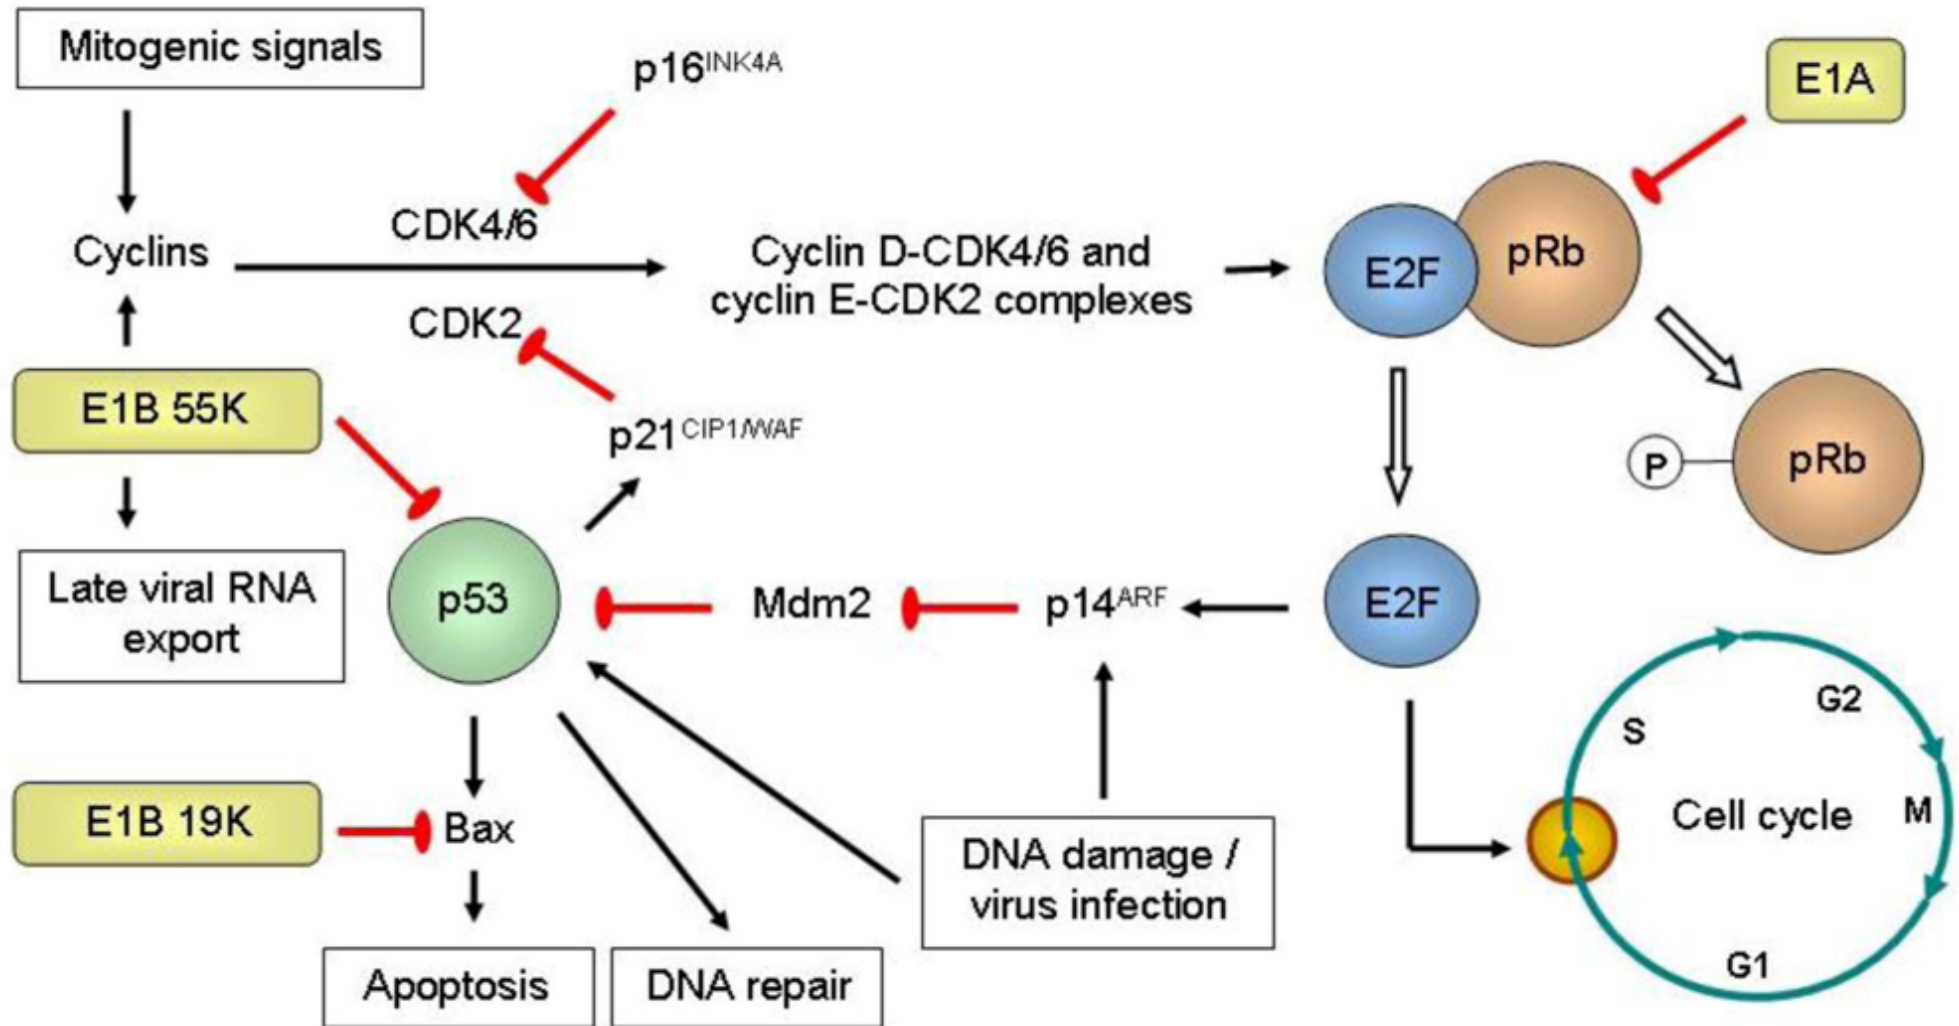 Mitogenic signals
p16INK4A
E1A
CDK4/6
Cyclins
Cyclin D-CDK4/6 and
cyclin E-CDK2 complexes
E2F
pRb
CDK2
E1B 55K
p21CIP1/WAF
P
pRb
Late viral RNA
export
p53
Mdm2
p14ARF
E2F
S
G2
Cell cycle
M
G1
E1B 19K
Bax
DNA damage /
virus infection
Apoptosis
DNA repair